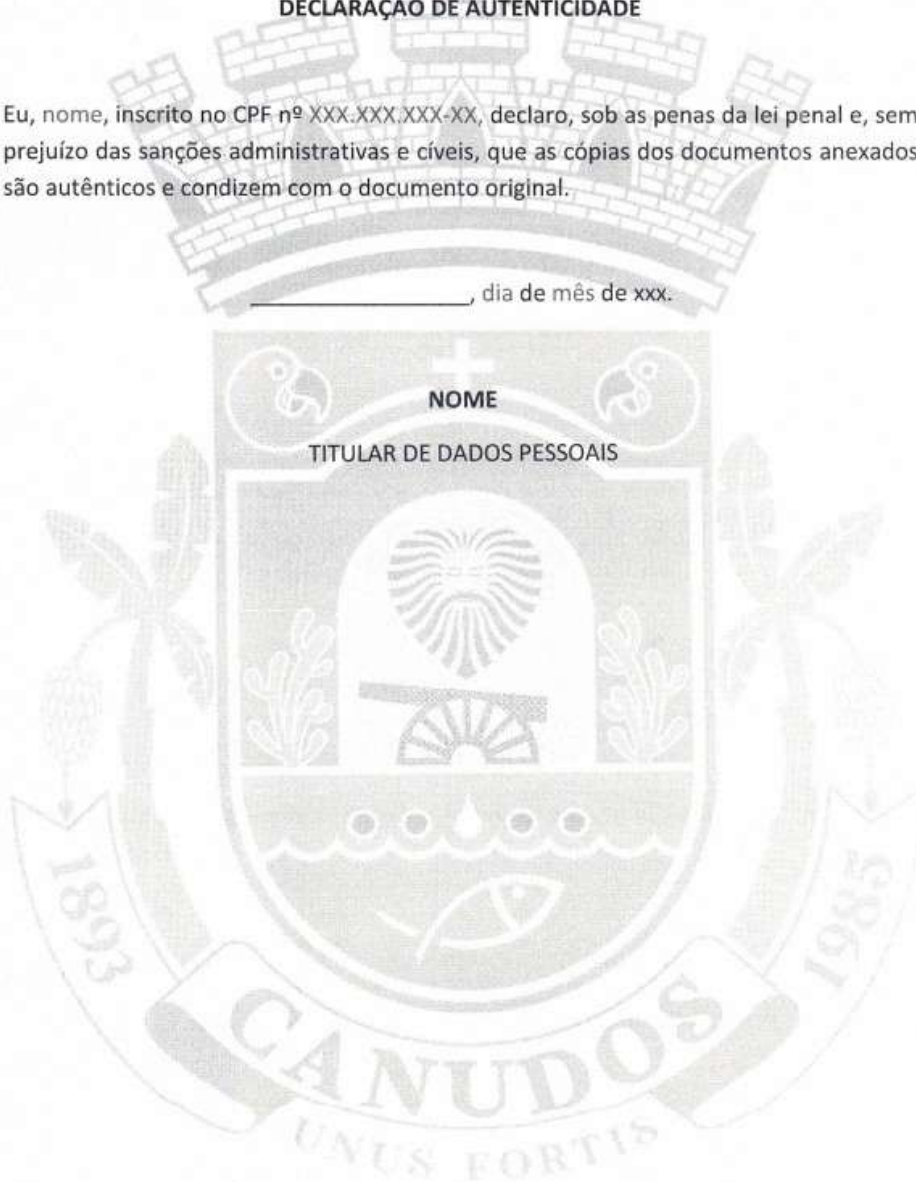 DECLARAÇÃO DE AUTENTICIDADE
Eu, nome, inscrito no CPF nº XXX.XXX.XXX-XX, declaro, sob as penas da lei penal e, sem
prejuízo das sanções administrativas e cíveis, que as cópias dos documentos anexados
são autênticos e condizem com o documento original.
____________________, dia de mês de xxx.
NOME
TITULAR DE DADOS PESSOAIS
1893
1985
CANUDOS
UNUS FORTIS